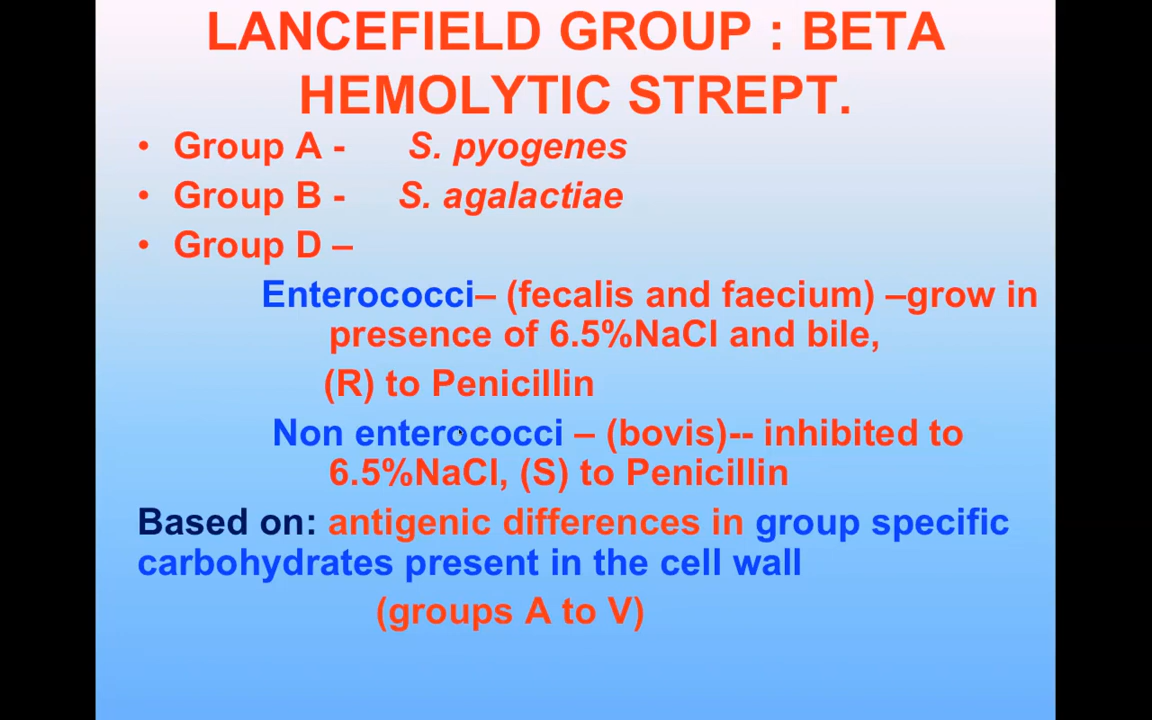 LANCEFIELD GROUP : BETA
HEMOLYTIC STREPT.
• Group A - S. pyogenes
• Group B - S. agalactiae
• Group D –
Enterococci– (fecalis and faecium) –grow in
presence of 6.5%NaCl and bile,
(R) to Penicillin
Non enterococci – (bovis)-- inhibited to
6.5%NaCl, (S) to Penicillin
Based on: antigenic differences in group specific
carbohydrates present in the cell wall
(groups A to V)